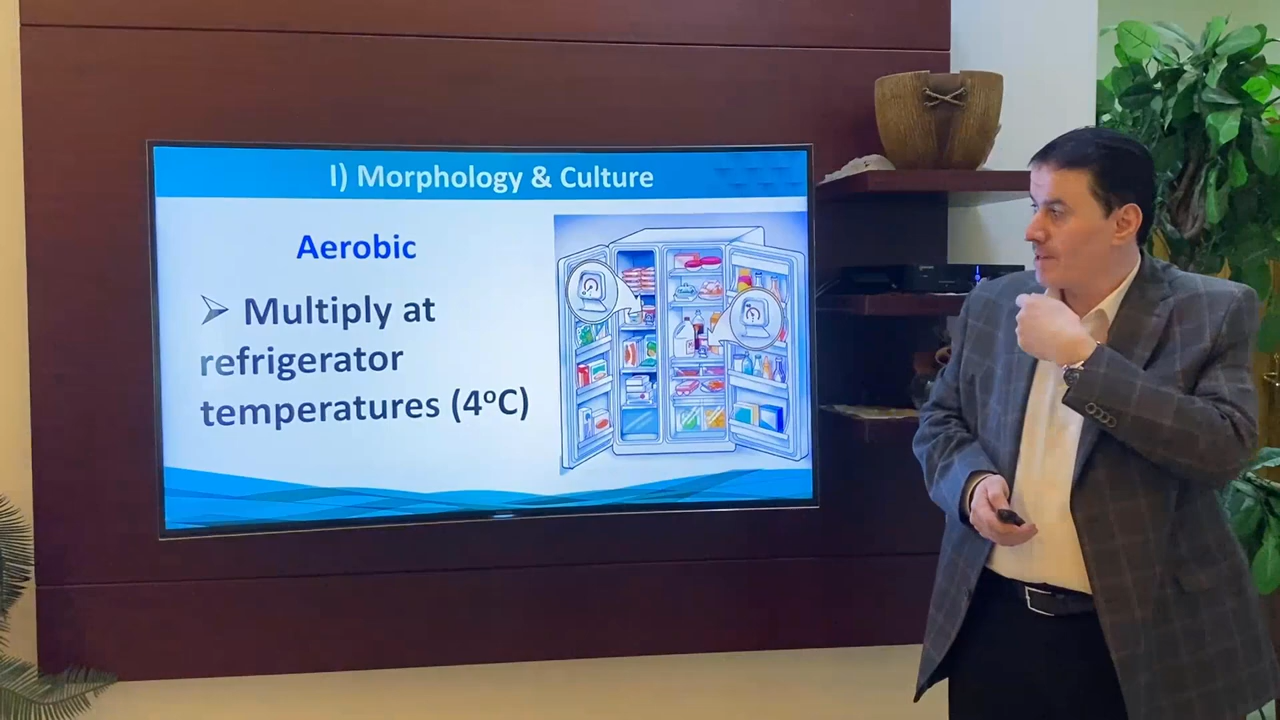 I) Morphology & Culture
Aerobic
➢ Multiply at
refrigerator
temperatures (4ºC)